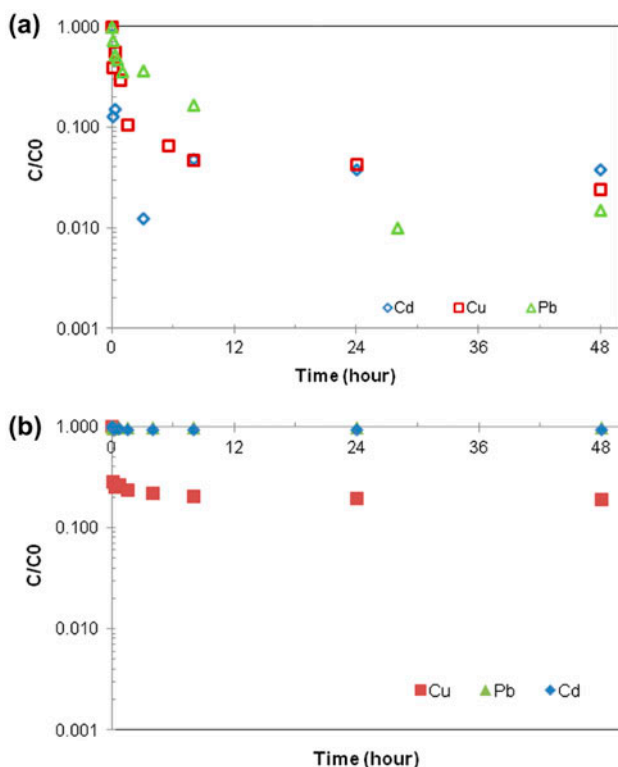 (a)
1.000
0.100
0.010
0.001
C/C0
0 12 24 36 48
Cd Cu Pb
Time (hour)
(b)
1.000
0.100
0.010
0.001
C/C0
0 12 24 36 48
Cu Pb Cd
Time (hour)